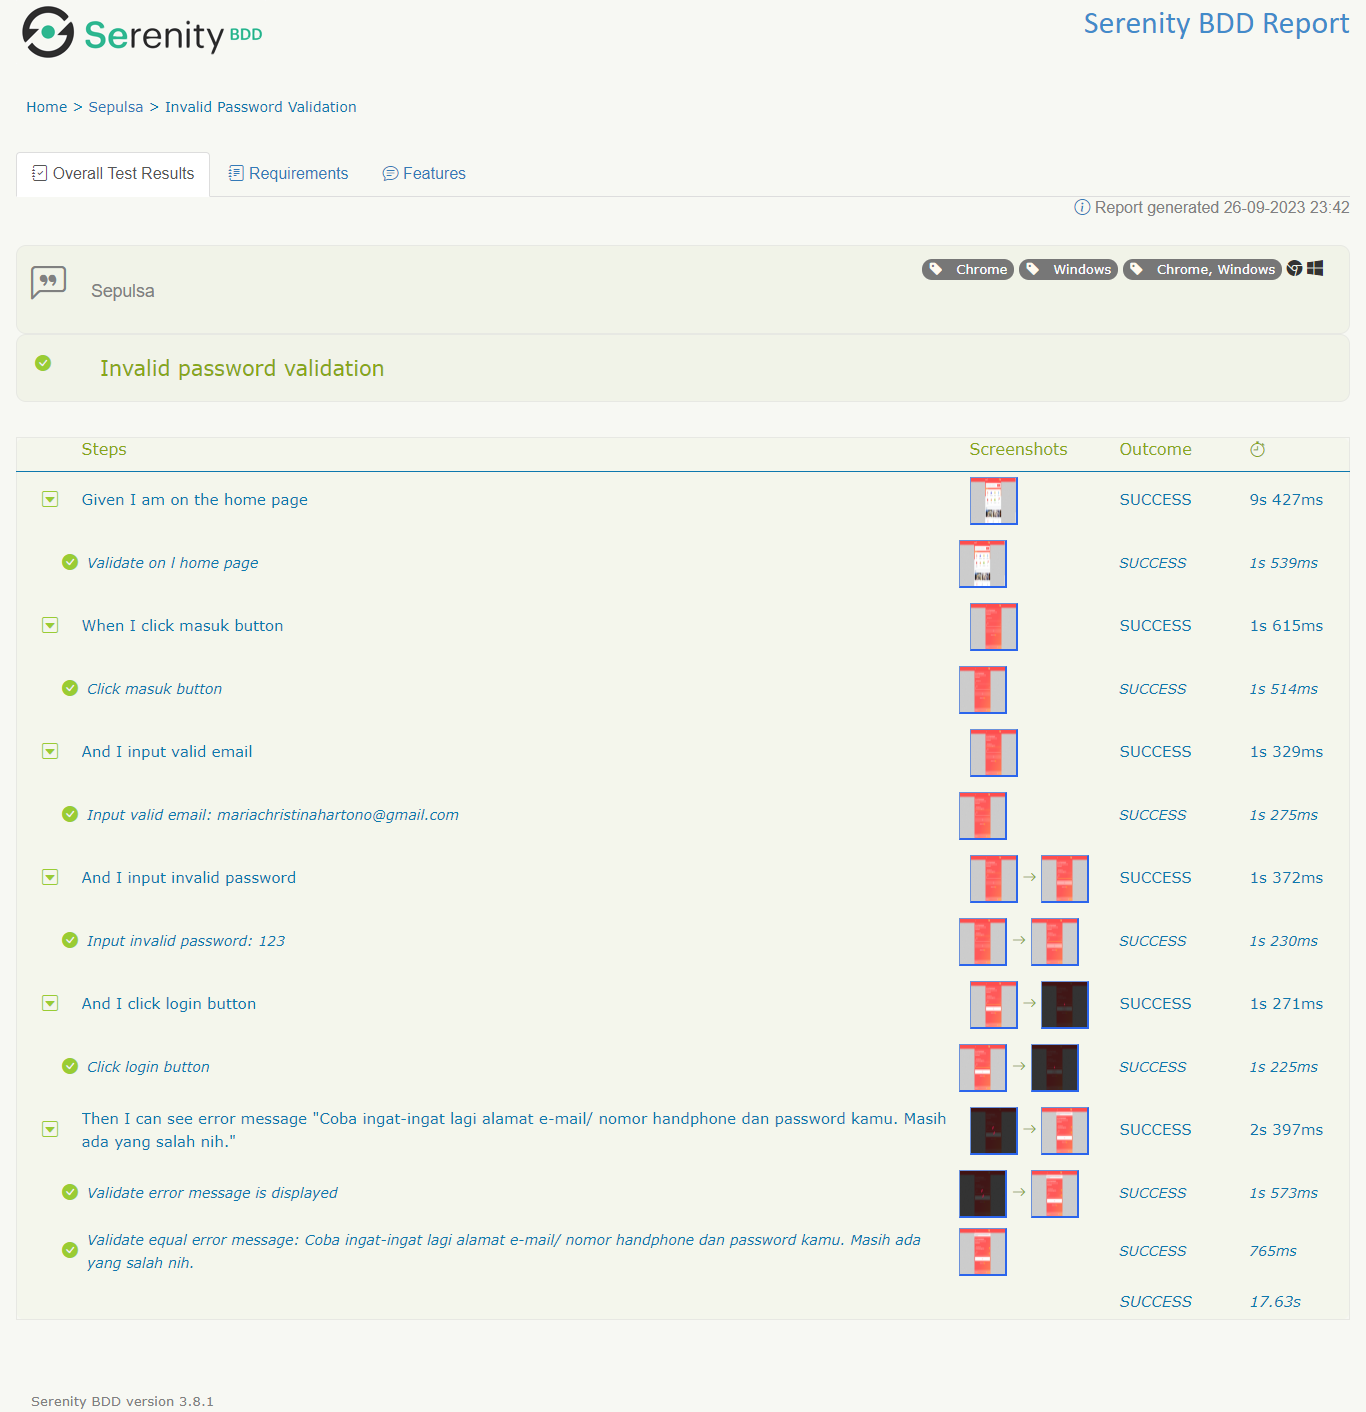 Serenity BDD
Serenity BDD Report
Home > Sepulsa > Invalid Password Validation
Overall Test Results
Requirements
Features
Report generated 26-09-2023 23:42
Sepulsa
Chrome
Windows
Chrome, Windows
Invalid password validation
Steps Screenshots Outcome
Given I am on the home page SUCCESS 9s 427ms
Validate on I home page SUCCESS 1s 539ms
When I click masuk button SUCCESS 1s 615ms
Click masuk button SUCCESS 1s 514ms
And I input valid email SUCCESS 1s 329ms
Input valid email: mariachristinahartono@gmail.com SUCCESS 1s 275ms
And I input invalid password SUCCESS 1s 372ms
Input invalid password: 123 SUCCESS 1s 230ms
And I click login button SUCCESS 1s 271ms
Click login button SUCCESS 1s 225ms
Then I can see error message "Coba ingat-ingat lagi alamat e-mail/ nomor handphone dan password kamu. Masih
ada yang salah nih." SUCCESS 2s 397ms
Validate error message is displayed SUCCESS 1s 573ms
Validate equal error message: Coba ingat-ingat lagi alamat e-mail/ nomor handphone dan password kamu. Masih ada
yang salah nih. SUCCESS 765ms
SUCCESS 17.63s
Serenity BDD version 3.8.1